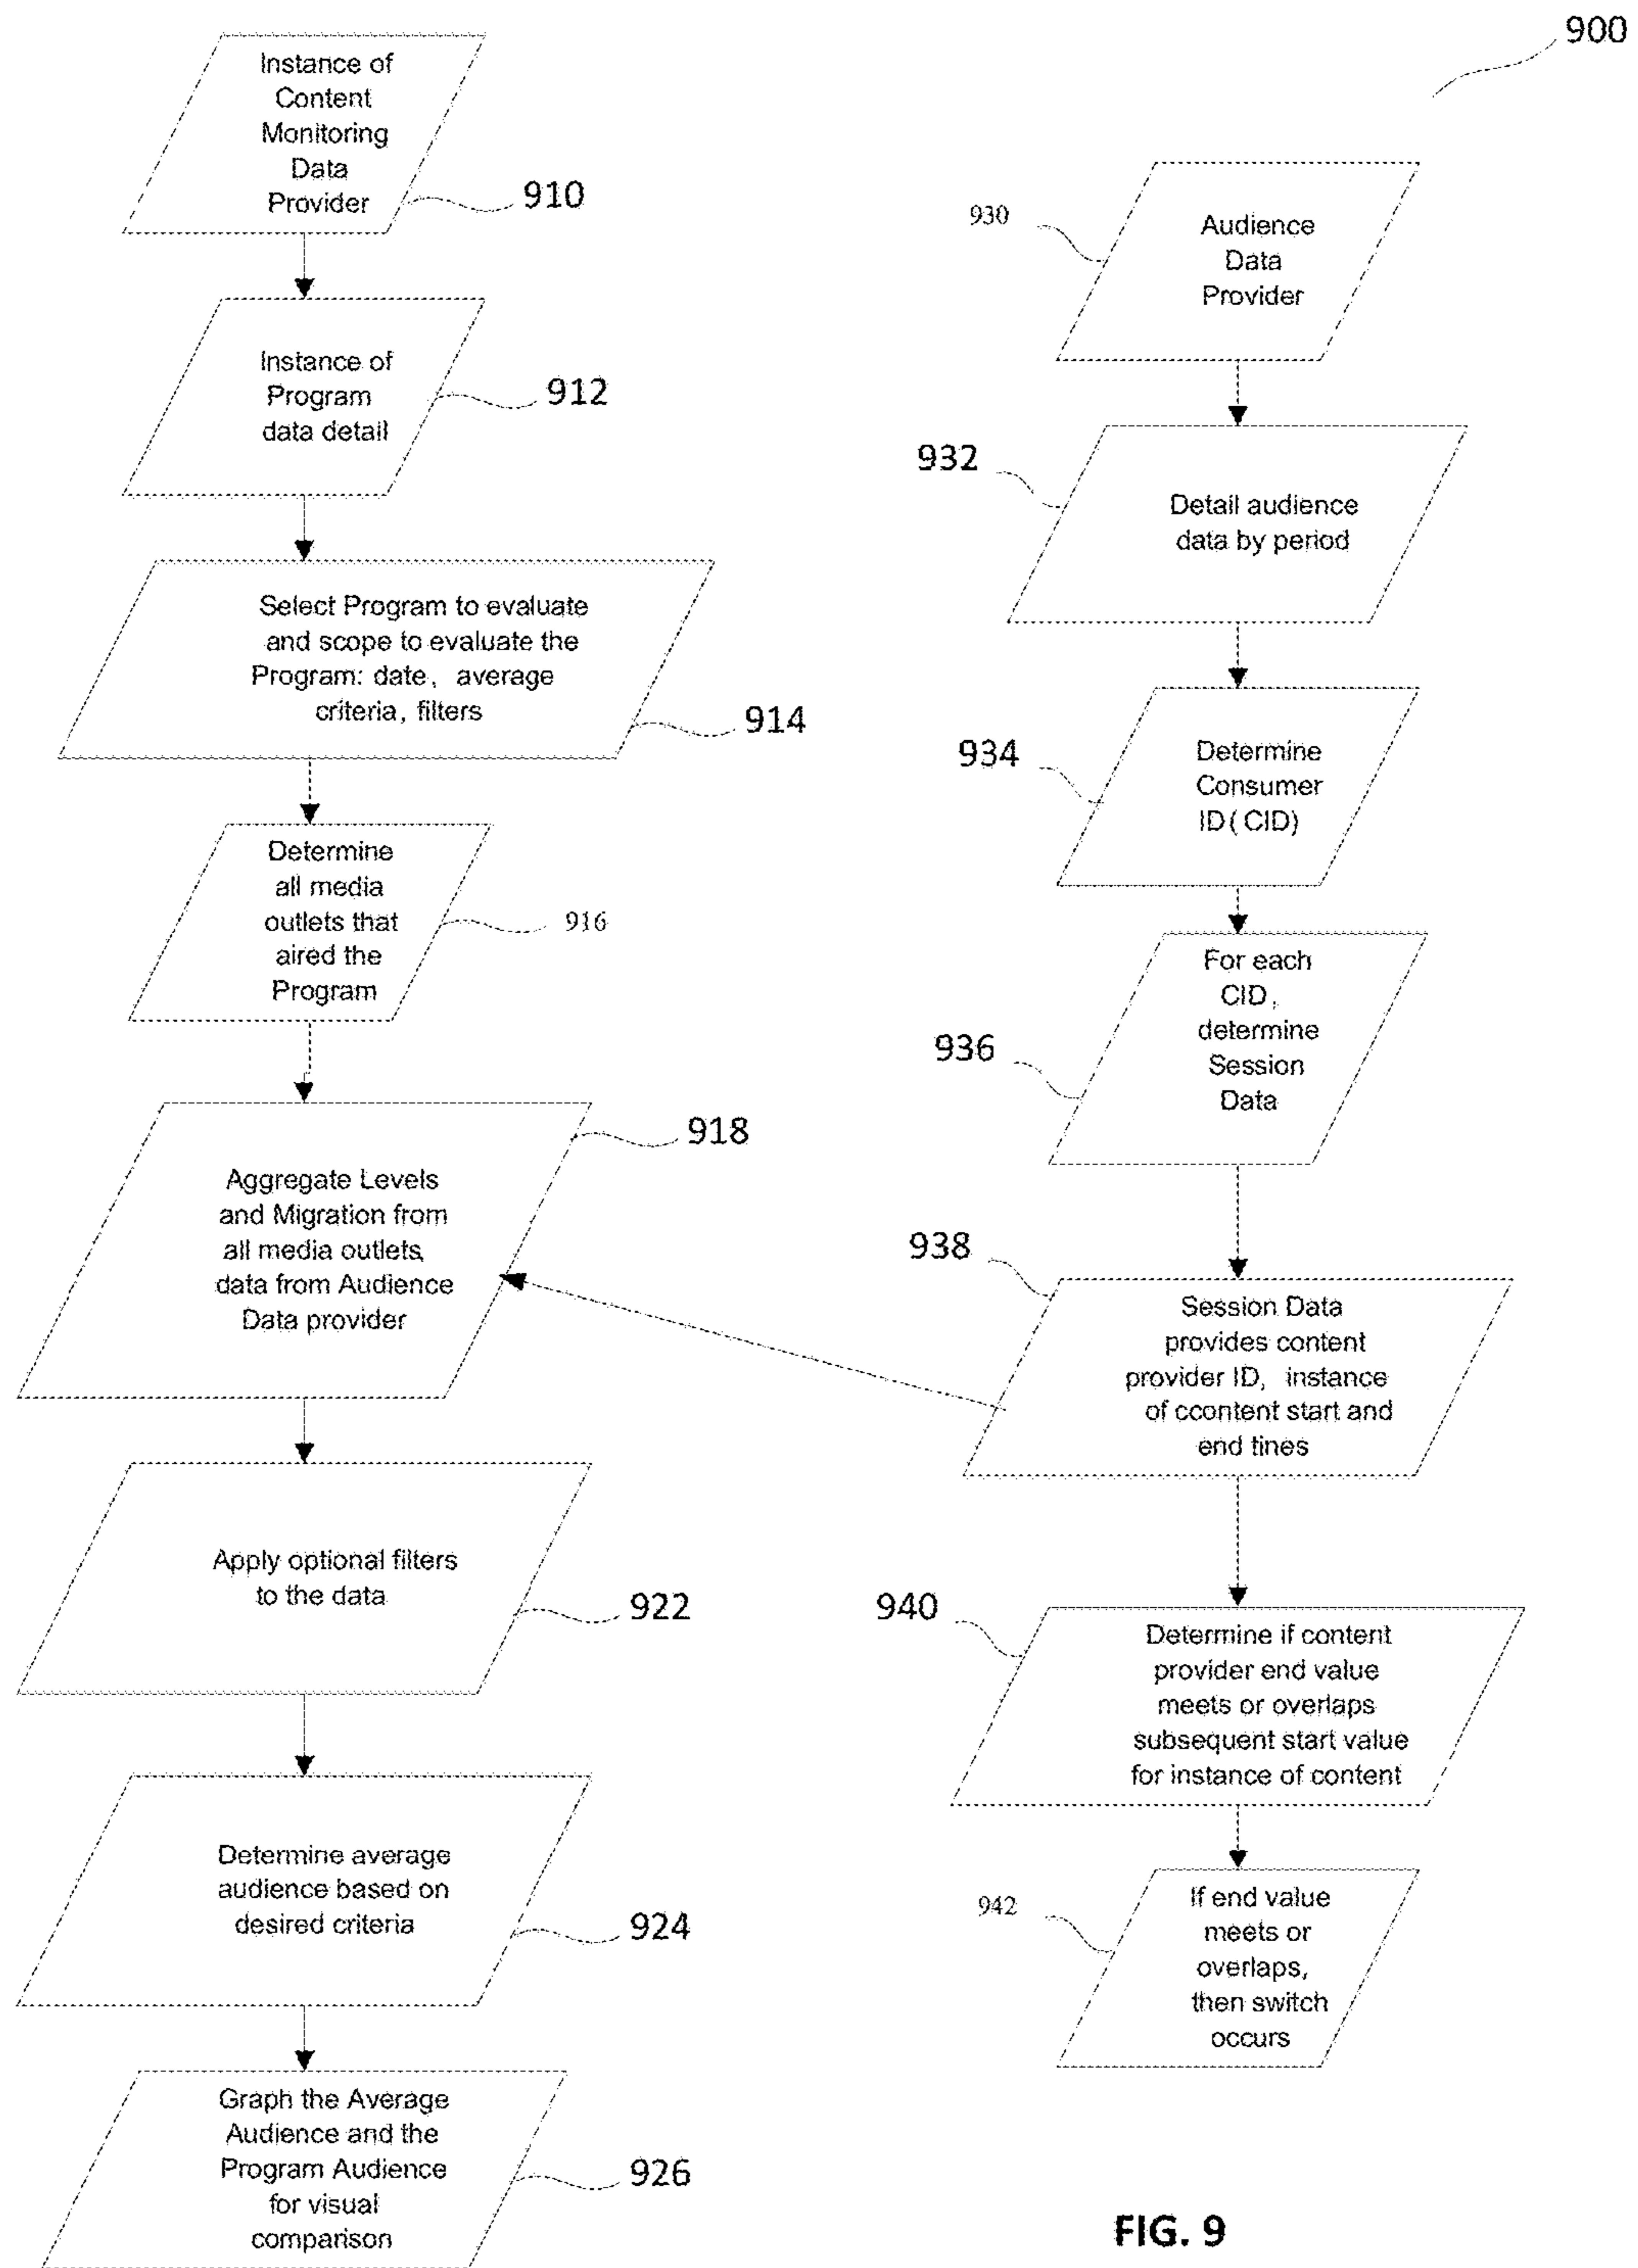 900
Instance of
Content
Monitoring
Data
Provider
910
Instance of
Program
data detail
912
Select Program to evaluate
and scope to evaluate the
Program: date, average
criteria, filters
914
Determine
all media
outlets that
aired the
Program
916
Aggregate Levels
and Migration from
all media outlets,
data from Audience
Data provider
918
Apply optional filters
to the data
922
Determine average
audience based on
desired criteria
924
Graph the Average
Audience and the
Program Audience
for visual
comparison
926
930
Audience
Data
Provider
932
Detail audience
data by period
934
Determine
Consumer
ID( CID)
936
For each
CID,
determine
Session
Data
938
Session Data
provides content
provider ID, instance
of ccontent start and
end tines
940
Determine if content
provider end value
meets or overlaps
subsequent start value
for instance of content
942
If end value
meets or
overlaps,
then switch
occurs
FIG. 9